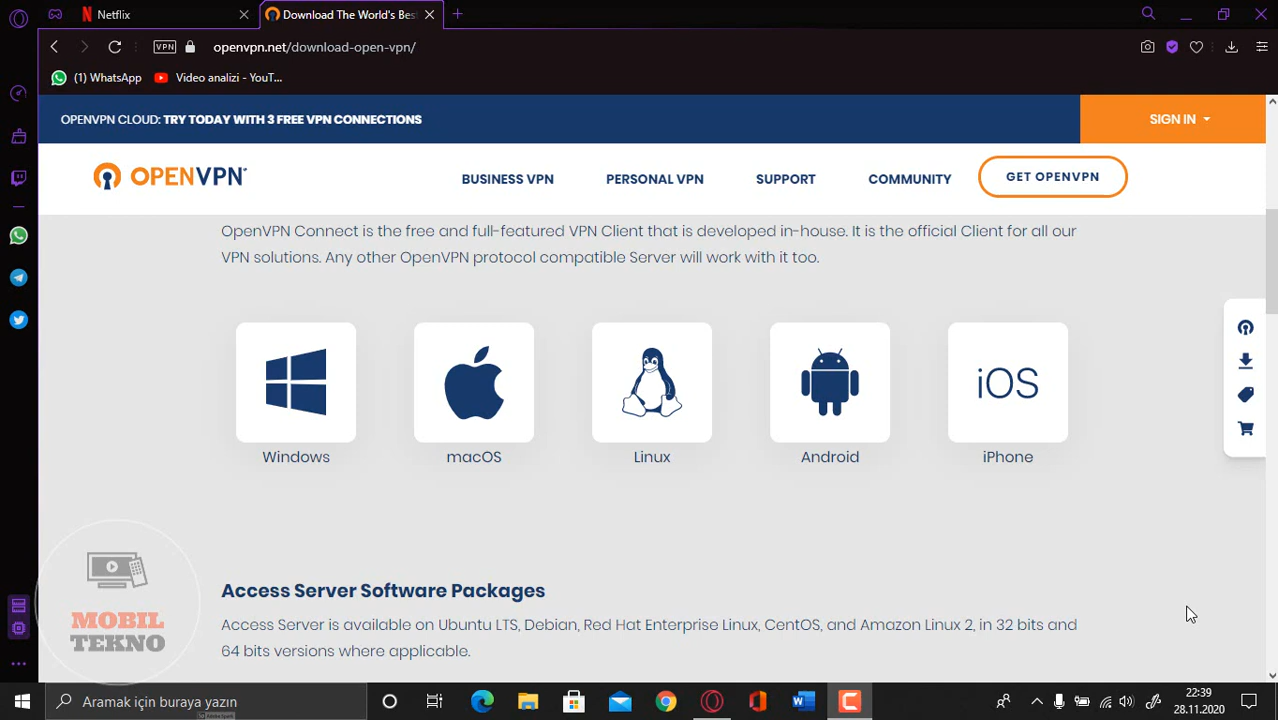 Netflix
Download The World's Bes
VPN
openvpn.net/download-open-vpn/
(1) WhatsApp
Video analizi - YouT...
OPENVPN CLOUD: TRY TODAY WITH 3 FREE VPN CONNECTIONS
SIGN IN
OPENVPN
BUSINESS VPN
PERSONAL VPN
SUPPORT
COMMUNITY
GET OPENVPN
OpenVPN Connect is the free and full-featured VPN Client that is developed in-house. It is the official Client for all our
VPN solutions. Any other OpenVPN protocol compatible Server will work with it too.
iOS
Windows
macOS
Linux
Android
iPhone
Access Server Software Packages
Access Server is available on Ubuntu LTS, Debian, Red Hat Enterprise Linux, CentOS, and Amazon Linux 2, in 32 bits and
64 bits versions where applicable.
MOBIL
TEKNO
Aramak için buraya yazın
Adobe Spark
W
22:39
28.11.2020